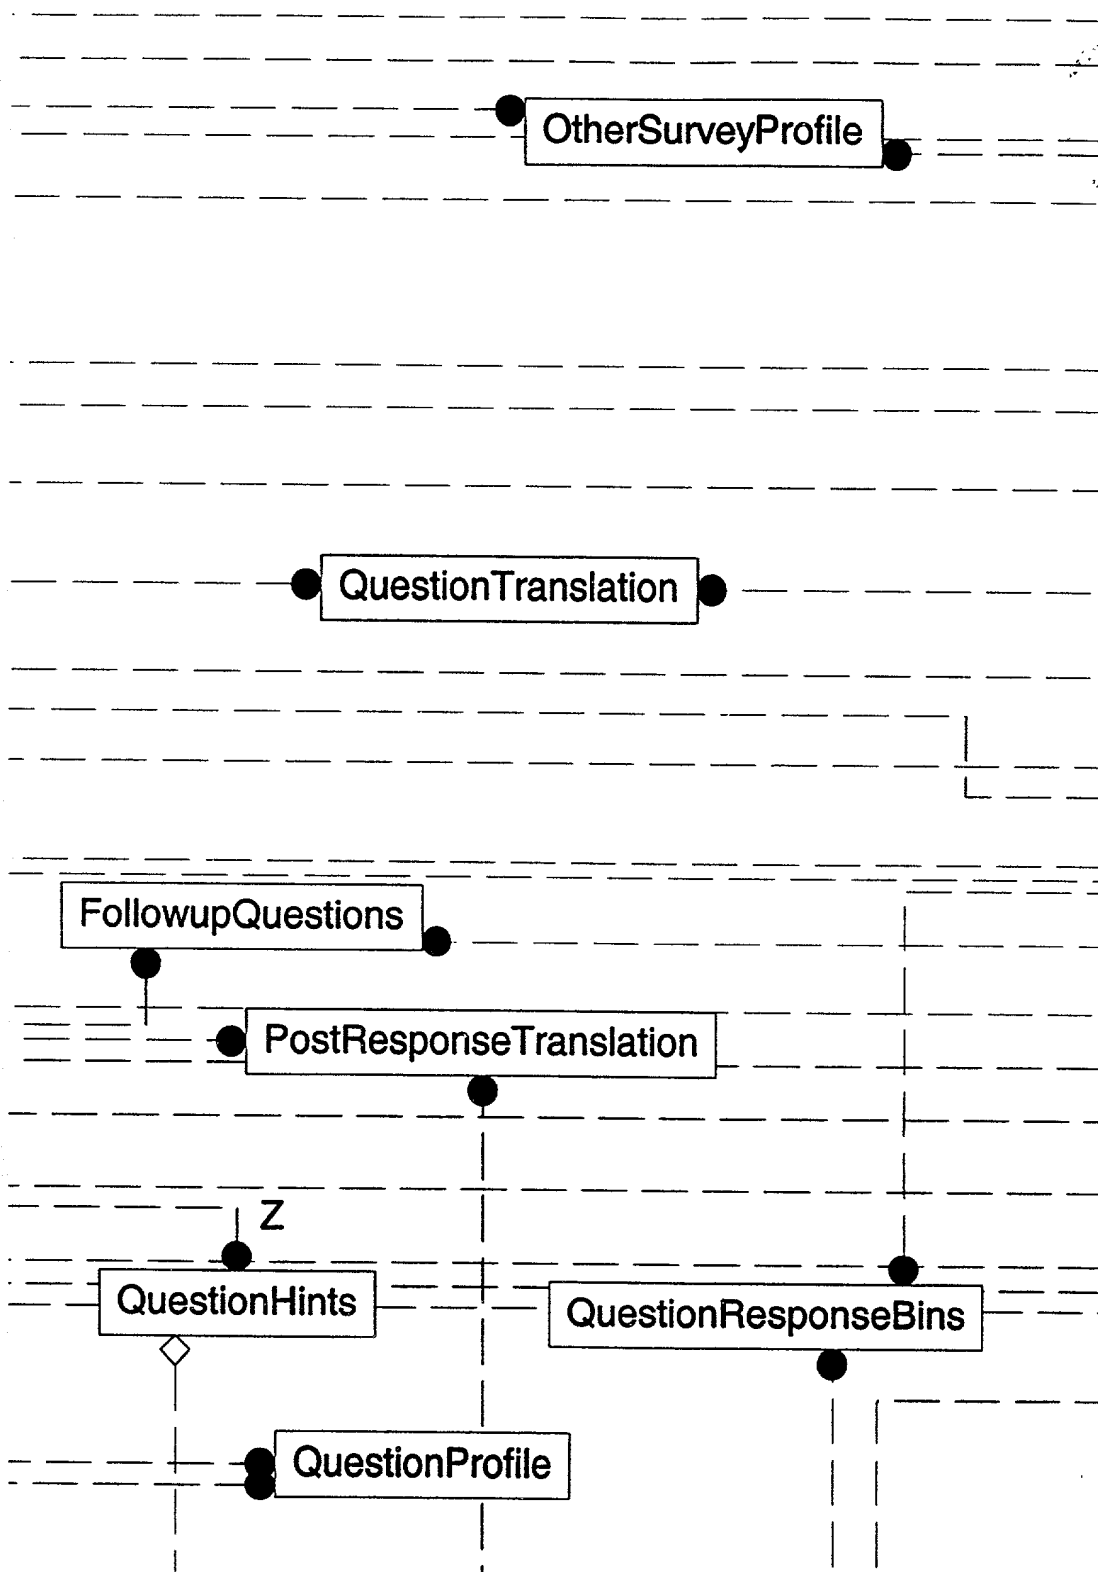 OtherSurveyProfile
QuestionTranslation
FollowupQuestions
PostResponseTranslation
Z
QuestionHints
QuestionResponseBins
QuestionProfile